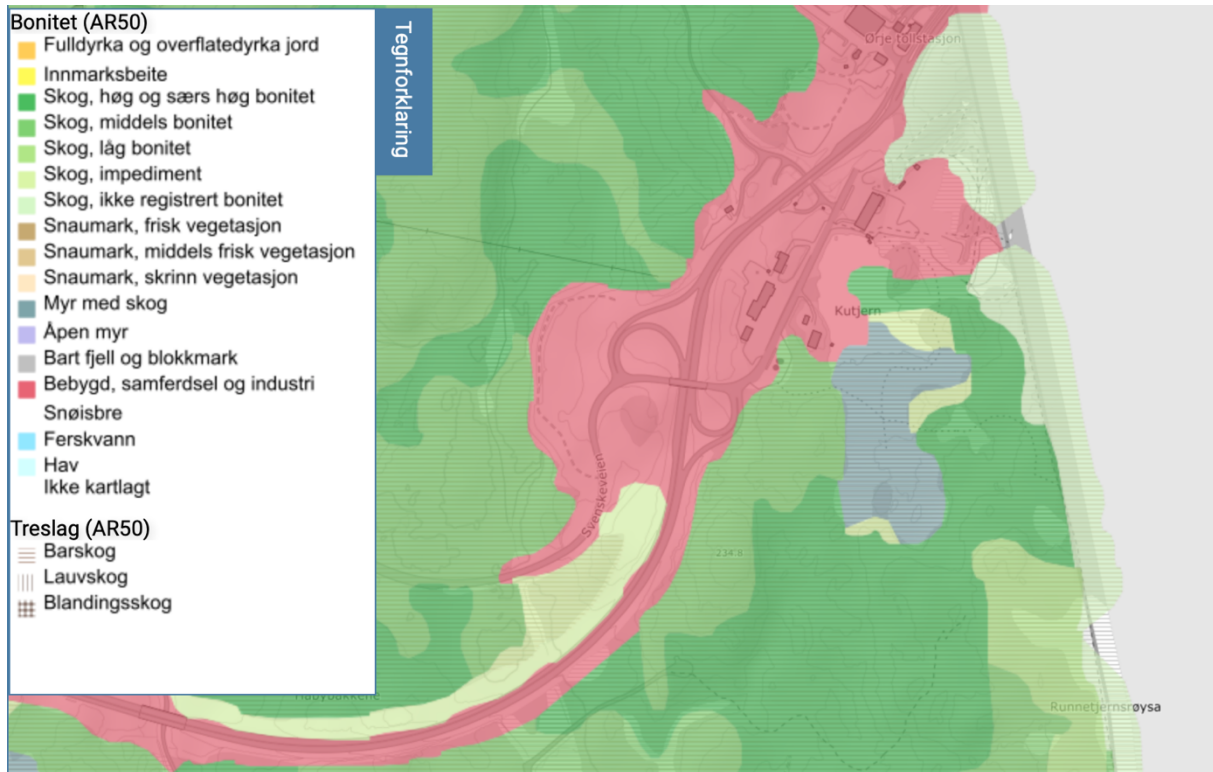 Bonitet (AR50)
Fulldyrka og overflatedyrka jord
Innmarksbeite
Skog, høg og særs høg bonitet
Skog, middels bonitet
Skog, låg bonitet
Skog, impediment
Skog, ikke registrert bonitet
Snaumark, frisk vegetasjon
Snaumark, middels frisk vegetasjon
Snaumark, skrinn vegetasjon
Myr med skog
Åpen myr
Bart fjell og blokkmark
Bebygd, samferdsel og industri
Snøisbre
Ferskvann
Hav
Ikke kartlagt
Treslag (AR50)
Barskog
Lauvskog
Blandingsskog
Tegnforklaring
Ørje tollstasjon
Kutjern
Svenskeveien
234.8
Runnetjernsrøysa